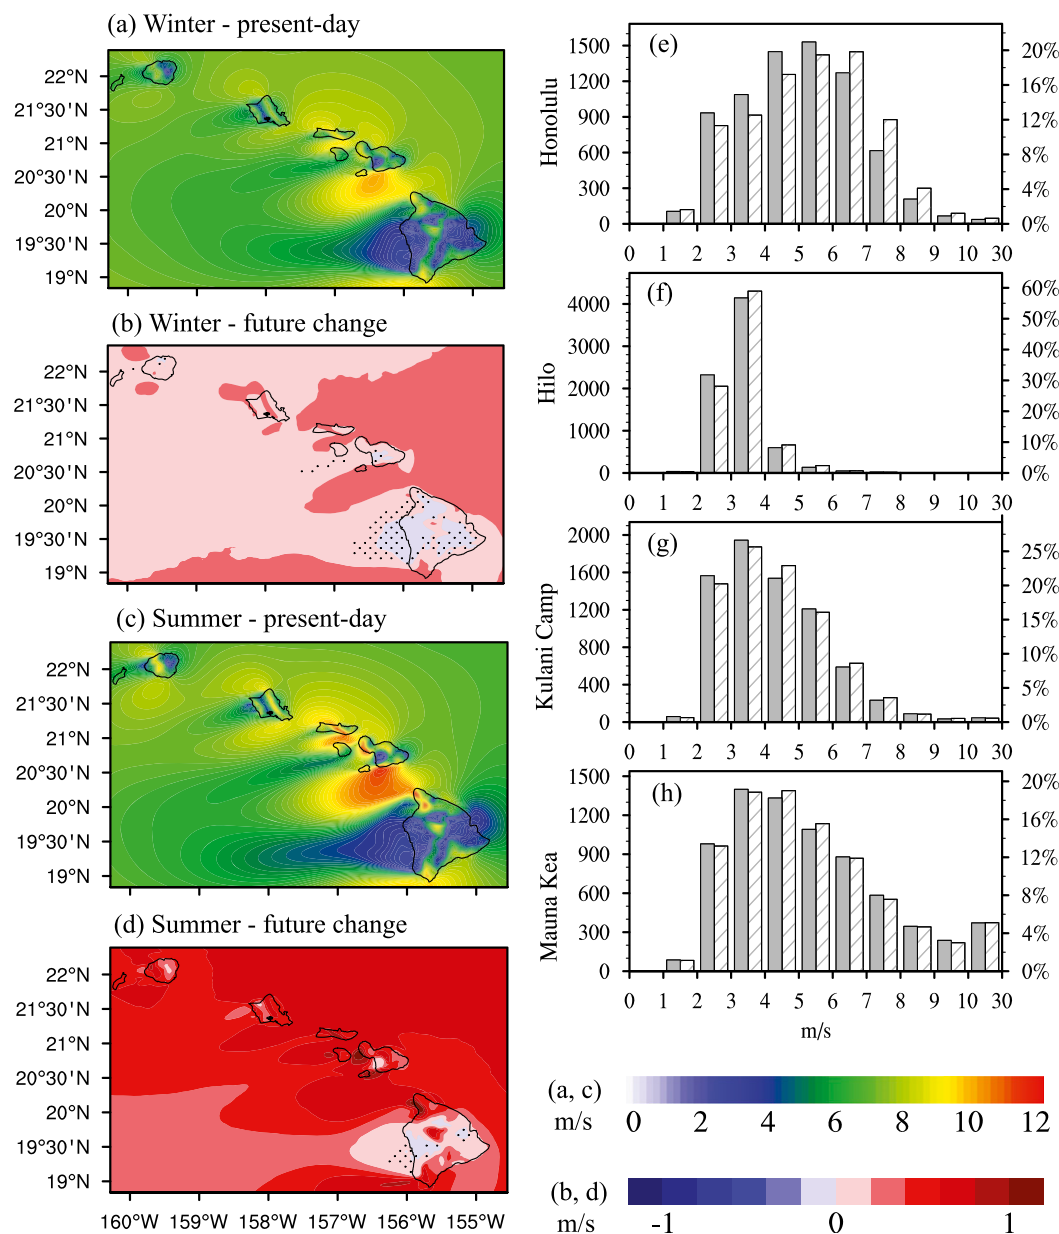 (a) Winter - present-day
22°N
21°30'N
21°N
20°30'N
20°N
19°30'N
19°N
(b) Winter - future change
22°N
21°30'N
21°N
20°30'N
20°N
19°30'N
19°N
(c) Summer - present-day
22°N
21°30'N
21°N
20°30'N
20°N
19°30'N
19°N
(d) Summer - future change
22°N
21°30'N
21°N
20°30'N
20°N
19°30'N
19°N
160°W 159°W 158°W 157°W 156°W 155°W
(e)
Honolulu
1500
1200
900
600
300
0
20%
16%
12%
8%
4%
0%
0 1 2 3 4 5 6 7 8 9 10 30
(f)
Hilo
4000
3000
2000
1000
0
60%
50%
40%
30%
20%
10%
0%
0 1 2 3 4 5 6 7 8 9 10 30
(g)
Kulani Camp
2000
1600
1200
800
400
0
25%
20%
15%
10%
5%
0%
0 1 2 3 4 5 6 7 8 9 10 30
(h)
Mauna Kea
1500
1200
900
600
300
0
20%
16%
12%
8%
4%
0%
0 1 2 3 4 5 6 7 8 9 10 30
m/s
(a, c)
m/s
0 2 4 6 8 10 12
(b, d)
m/s
-1 0 1